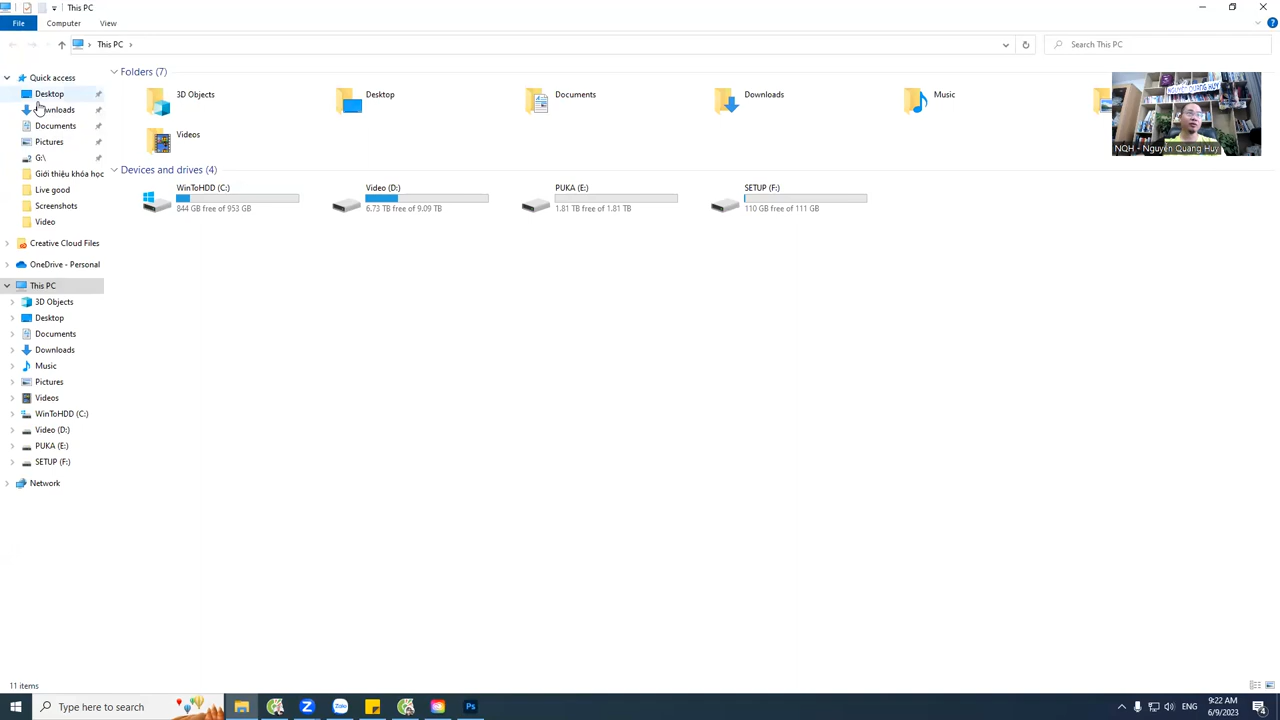 This PC
File
Computer
View
This PC
Search This PC
Quick access
Desktop
Documents
Pictures
G:\
Giới thiệu khóa học
Live good
Screenshots
Video
Creative Cloud Files
OneDrive - Personal
This PC
3D Objects
Desktop
Documents
Downloads
Music
Pictures
Videos
WinToHDD (C:)
Video (D:)
PUKA (E:)
SETUP (F:)
Network
Folders (7)
3D Objects
Desktop
Documents
Downloads
Music
Videos
Devices and drives (4)
WinToHDD (C:)
844 GB free of 953 GB
Video (D:)
6.73 TB free of 9.09 TB
PUKA (E:)
1.81 TB free of 1.81 TB
SETUP (F:)
110 GB free of 111 GB
NGUYỄN QUANG HUY
NQH - Nguyễn Quang Huy
11 items
Type here to search
ENG
9:22 AM
6/9/2023
4